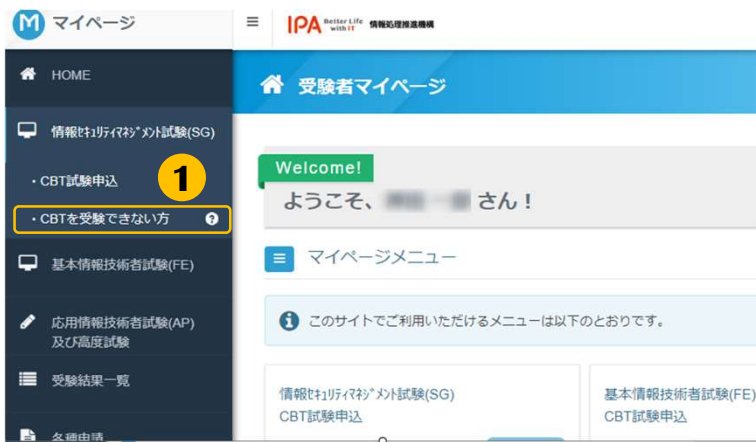 M マイページ
≡ IPA Better Life with IT 情報処理推進機構
HOME
受験者マイページ
情報ｾｷｭﾘﾃｨﾏﾈｼﾞﾒﾝﾄ試験(SG)
・CBT試験申込
1
・CBTを受験できない方 ?
Welcome!
ようこそ、 さん！
基本情報技術者試験(FE)
マイページメニュー
応用情報技術者試験(AP)
及び高度試験
このサイトでご利用いただけるメニューは以下のとおりです。
受験結果一覧
情報ｾｷｭﾘﾃｨﾏﾈｼﾞﾒﾝﾄ試験(SG)
CBT試験申込
基本情報技術者試験(FE)
CBT試験申込
各種申請